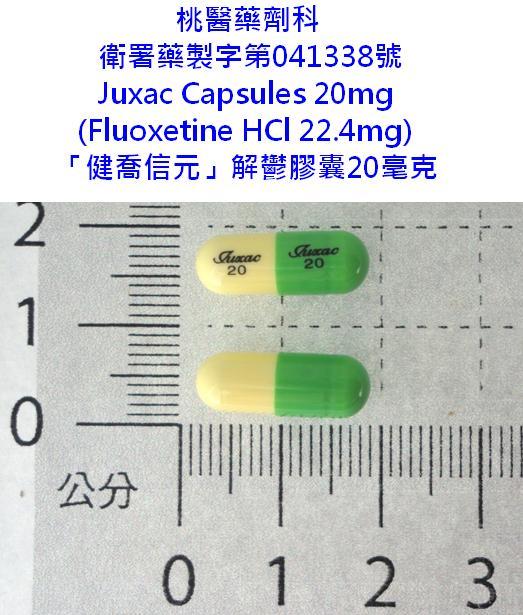 桃醫藥劑科
衛署藥製字第041338號
Juxac Capsules 20mg
(Fluoxetine HCl 22.4mg)
「健喬信元」解鬱膠囊20毫克
2
Juxac Juxac
20 20
1
0
公分
0 1 2 3